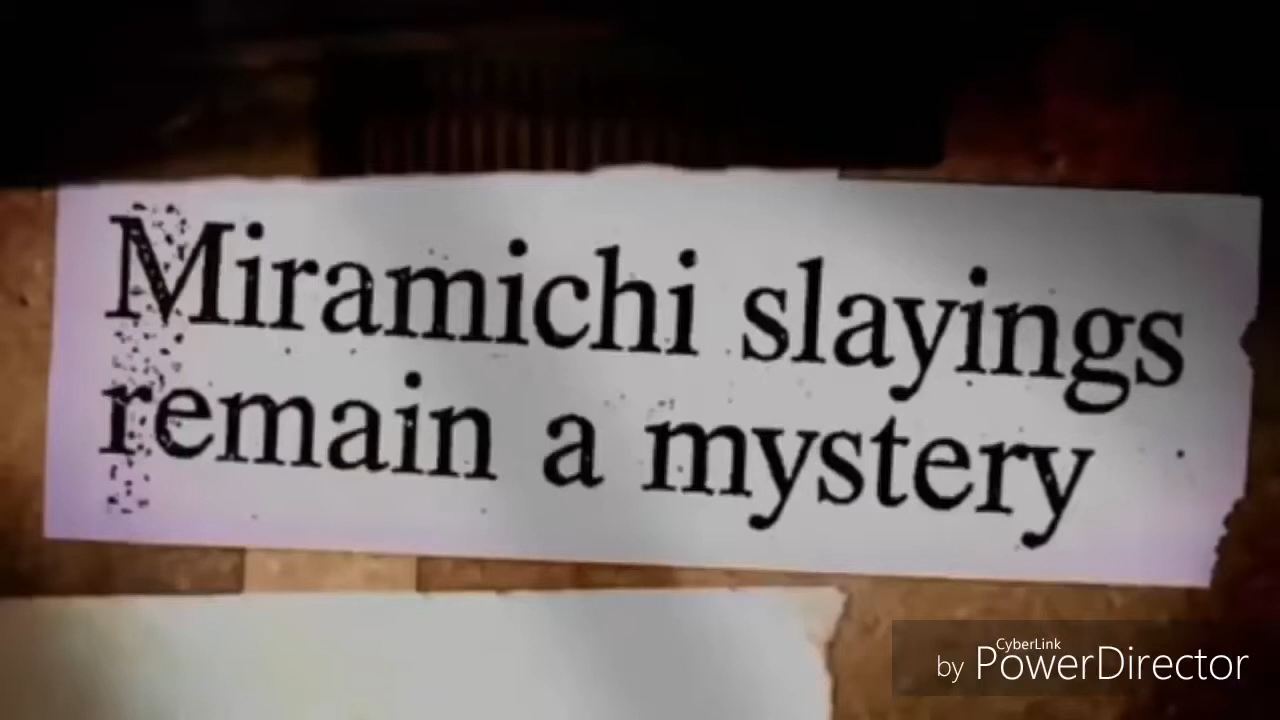 Miramichi slayings
remain a mystery
CyberLink
by PowerDirector